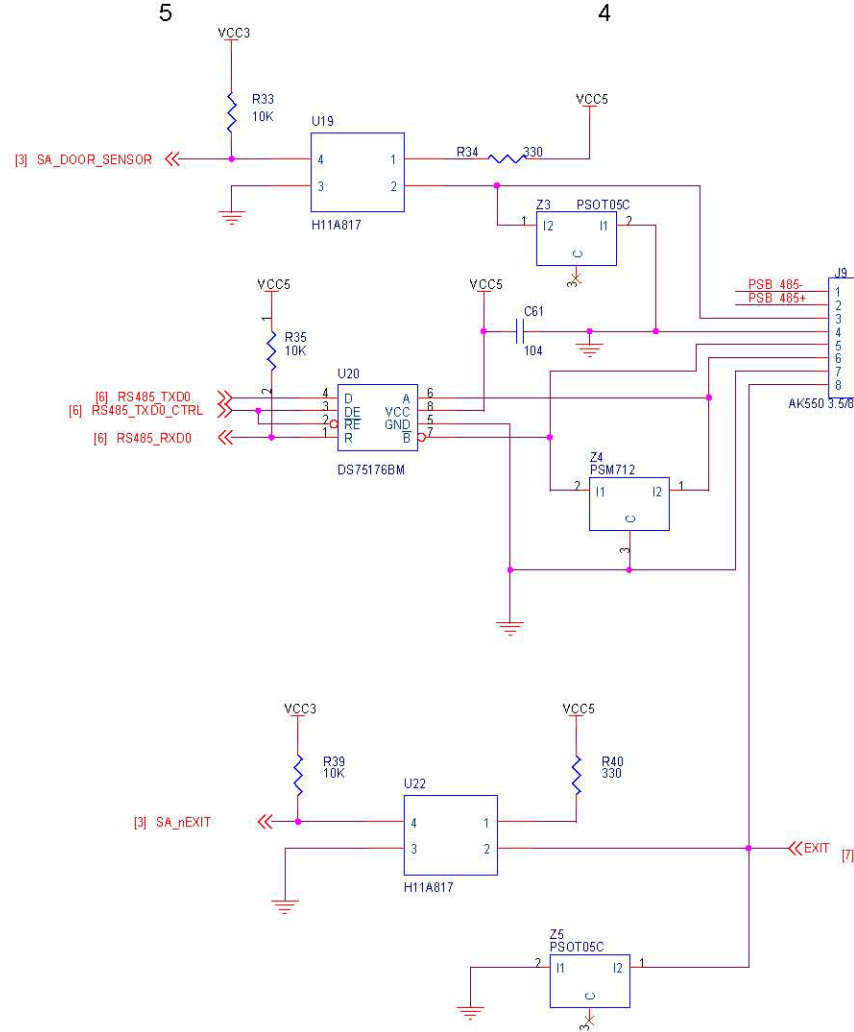 5 4
VCC3
R33
10K
U19
VCC5
[3] SA_DOOR_SENSOR
4 1
R34 330
3 2
H11A817
Z3 PSOT05C
1 I2 I1 2
C
3
J9
VCC5 VCC5
PSB_485- 1
PSB_485+ 2
3
4
5
6
7
8
AK550 3.5/8
C61
104
1
R35
10K
2
U20
[6] RS485_TXD0
[6] RS485_TXD0_CTRL
[6] RS485_RXD0
4 D A 6
3 DE VCC 8
2 RE GND 5
1 R B 7
DS75176BM
Z4
PSM712
2 I1 I2 1
C
3
VCC3 VCC5
R39
10K
R40
330
U22
[3] SA_nEXIT
4 1
3 2
H11A817
EXIT [7]
Z5
PSOT05C
2 I1 I2 1
C
3